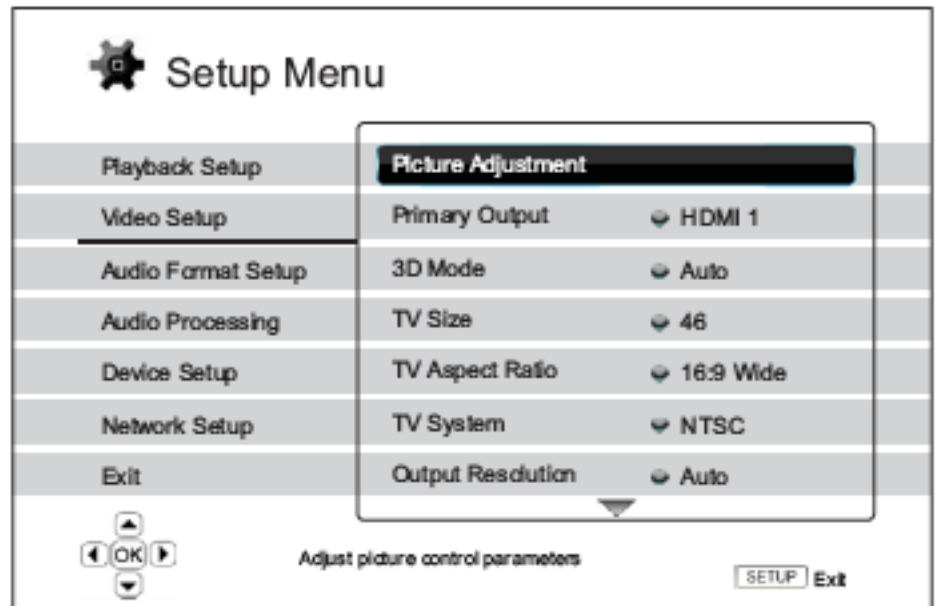 Setup Menu
Playback Setup
Video Setup
Audio Format Setup
Audio Processing
Device Setup
Network Setup
Exit
Picture Adjustment
Primary Output HDMI 1
3D Mode Auto
TV Size 46
TV Aspect Ratio 16:9 Wide
TV System NTSC
Output Resolution Auto
OK
Adjust picture control parameters
SETUP Exit